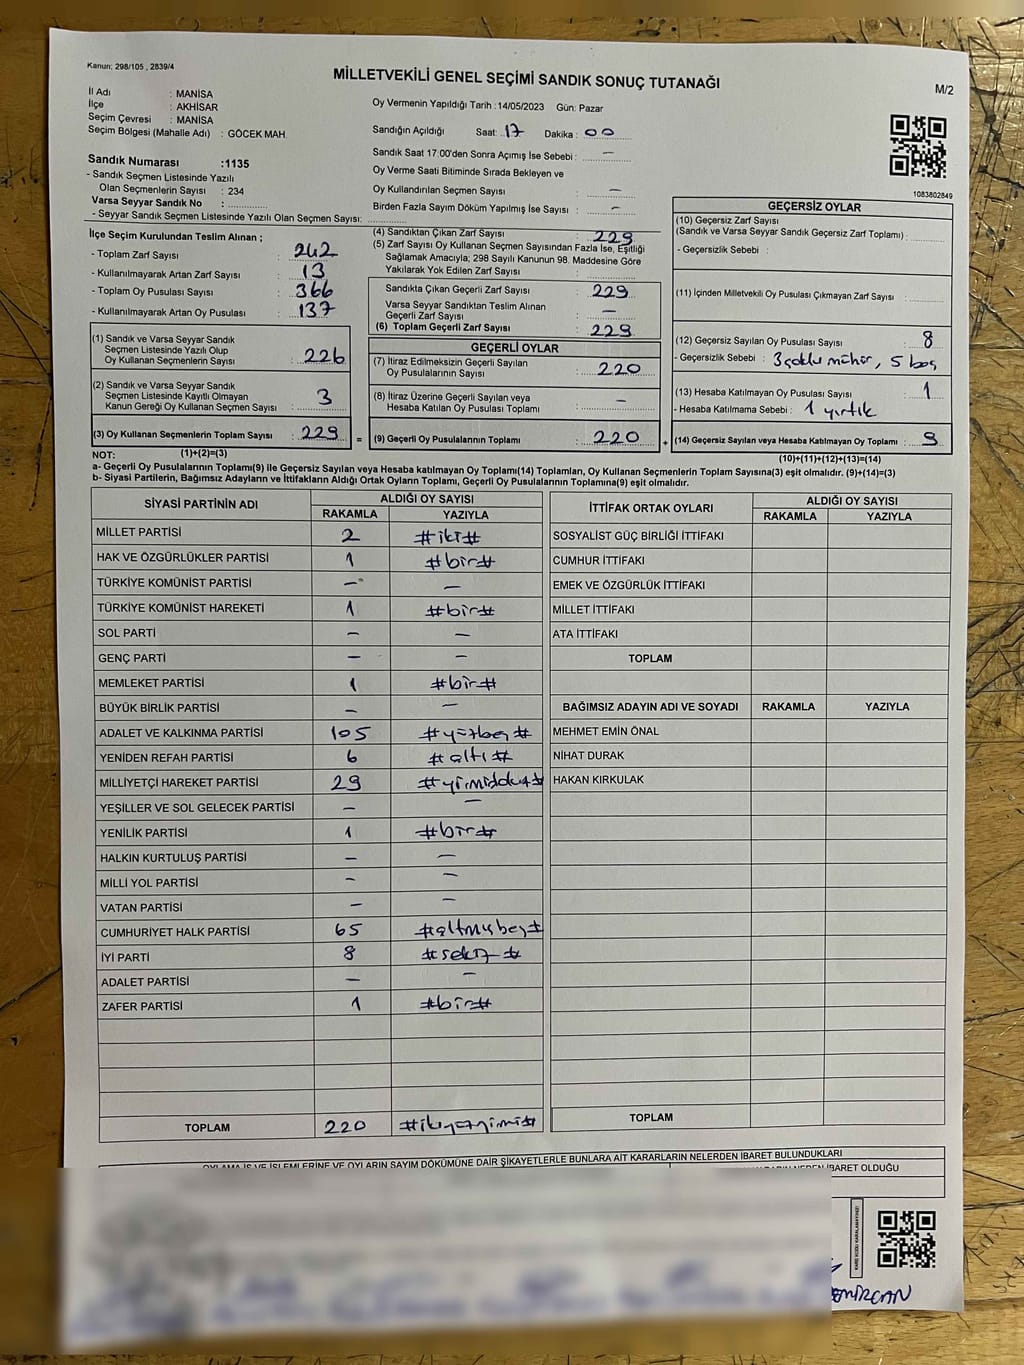 Kanun: 298/105 , 2839/4
MİLLETVEKİLİ GENEL SEÇİMİ SANDIK SONUÇ TUTANAĞI
M/2
İl Adı : MANİSA
İlçe : AKHİSAR
Seçim Çevresi : MANİSA
Seçim Bölgesi (Mahalle Adı) : GÖCEK MAH.
Oy Vermenin Yapıldığı Tarih :14/05/2023 Gün: Pazar
Sandığın Açıldığı Saat: 17 Dakika : 00
Sandık Saat 17:00'den Sonra Açımış İse Sebebi : –
Oy Verme Saati Bitiminde Sırada Bekleyen ve
Oy Kullandırılan Seçmen Sayısı : –
Birden Fazla Sayım Döküm Yapılmış İse Sayısı : –
1083802849
Sandık Numarası :1135
- Sandık Seçmen Listesinde Yazılı
Olan Seçmenlerin Sayısı : 234
Varsa Seyyar Sandık No :
- Seyyar Sandık Seçmen Listesinde Yazılı Olan Seçmen Sayısı:
İlçe Seçim Kurulundan Teslim Alınan ;
- Toplam Zarf Sayısı : 242
- Kullanılmayarak Artan Zarf Sayısı : 13
- Toplam Oy Pusulası Sayısı : 366
- Kullanılmayarak Artan Oy Pusulası : 137
(1) Sandık ve Varsa Seyyar Sandık
Seçmen Listesinde Yazılı Olup
Oy Kullanan Seçmenlerin Sayısı : 226
(2) Sandık ve Varsa Seyyar Sandık
Seçmen Listesinde Kayıtlı Olmayan
Kanun Gereği Oy Kullanan Seçmen Sayısı : 3
(3) Oy Kullanan Seçmenlerin Toplam Sayısı : 229
(1)+(2)=(3)
(4) Sandıktan Çıkan Zarf Sayısı : 229
(5) Zarf Sayısı Oy Kullanan Seçmen Sayısından Fazla İse, Eşitliği
Sağlamak Amacıyla; 298 Sayılı Kanunun 98. Maddesine Göre
Yakılarak Yok Edilen Zarf Sayısı :
Sandıkta Çıkan Geçerli Zarf Sayısı : 229
Varsa Seyyar Sandıktan Teslim Alınan
Geçerli Zarf Sayısı : –
(6) Toplam Geçerli Zarf Sayısı : 229
GEÇERLİ OYLAR
(7) İtiraz Edilmeksizin Geçerli Sayılan
Oy Pusulalarının Sayısı : 220
(8) İtiraz Üzerine Geçerli Sayılan veya
Hesaba Katılan Oy Pusulası Toplamı : –
= (9) Geçerli Oy Pusulalarının Toplamı : 220 +
GEÇERSİZ OYLAR
(10) Geçersiz Zarf Sayısı
(Sandık ve Varsa Seyyar Sandık Geçersiz Zarf Toplamı) :
- Geçersizlik Sebebi :
(11) İçinden Milletvekili Oy Pusulası Çıkmayan Zarf Sayısı :
(12) Geçersiz Sayılan Oy Pusulası Sayısı : 8
- Geçersizlik Sebebi : 3 çoklu mühür, 5 boş
(13) Hesaba Katılmayan Oy Pusulası Sayısı : 1
- Hesaba Katılmama Sebebi : 1 yırtık
(14) Geçersiz Sayılan veya Hesaba Katılmayan Oy Toplamı : 9
(10)+(11)+(12)+(13)=(14)
NOT:
a- Geçerli Oy Pusulalarının Toplamı(9) ile Geçersiz Sayılan veya Hesaba katılmayan Oy Toplamı(14) Toplamları, Oy Kullanan Seçmenlerin Toplam Sayısına(3) eşit olmalıdır. (9)+(14)=(3)
b- Siyasi Partilerin, Bağımsız Adayların ve İttifakların Aldığı Ortak Oyların Toplamı, Geçerli Oy Pusulalarının Toplamına(9) eşit olmalıdır.
SİYASİ PARTİNİN ADI ALDIĞI OY SAYISI
RAKAMLA YAZIYLA
MİLLET PARTİSİ 2 #iki#
HAK VE ÖZGÜRLÜKLER PARTİSİ 1 #bir#
TÜRKİYE KOMÜNİST PARTİSİ – –
TÜRKİYE KOMÜNİST HAREKETİ 1 #bir#
SOL PARTİ – –
GENÇ PARTİ – –
MEMLEKET PARTİSİ 1 #bir#
BÜYÜK BİRLİK PARTİSİ – –
ADALET VE KALKINMA PARTİSİ 105 #yüzbeş#
YENİDEN REFAH PARTİSİ 6 #altı#
MİLLİYETÇİ HAREKET PARTİSİ 29 #yirmidokuz#
YEŞİLLER VE SOL GELECEK PARTİSİ – –
YENİLİK PARTİSİ 1 #bir#
HALKIN KURTULUŞ PARTİSİ – –
MİLLİ YOL PARTİSİ – –
VATAN PARTİSİ – –
CUMHURİYET HALK PARTİSİ 65 #altmışbeş#
İYİ PARTİ 8 #sekiz#
ADALET PARTİSİ – –
ZAFER PARTİSİ 1 #bir#
TOPLAM 220 #ikiyüzyirmi#
İTTİFAK ORTAK OYLARI ALDIĞI OY SAYISI
RAKAMLA YAZIYLA
SOSYALİST GÜÇ BİRLİĞİ İTTİFAKI
CUMHUR İTTİFAKI
EMEK VE ÖZGÜRLÜK İTTİFAKI
MİLLET İTTİFAKI
ATA İTTİFAKI
TOPLAM
BAĞIMSIZ ADAYIN ADI VE SOYADI RAKAMLA YAZIYLA
MEHMET EMİN ÖNAL
NİHAT DURAK
HAKAN KIRKULAK
TOPLAM
OYLAMA İŞ VE İŞLEMLERİNE VE OYLARIN SAYIM DÖKÜMÜNE DAİR ŞİKAYETLERLE BUNLARA AİT KARARLARIN NELERDEN İBARET BULUNDUKLARI
NEDEN İBARET OLDUĞU
KARE KODU KARALAMAYINIZ!